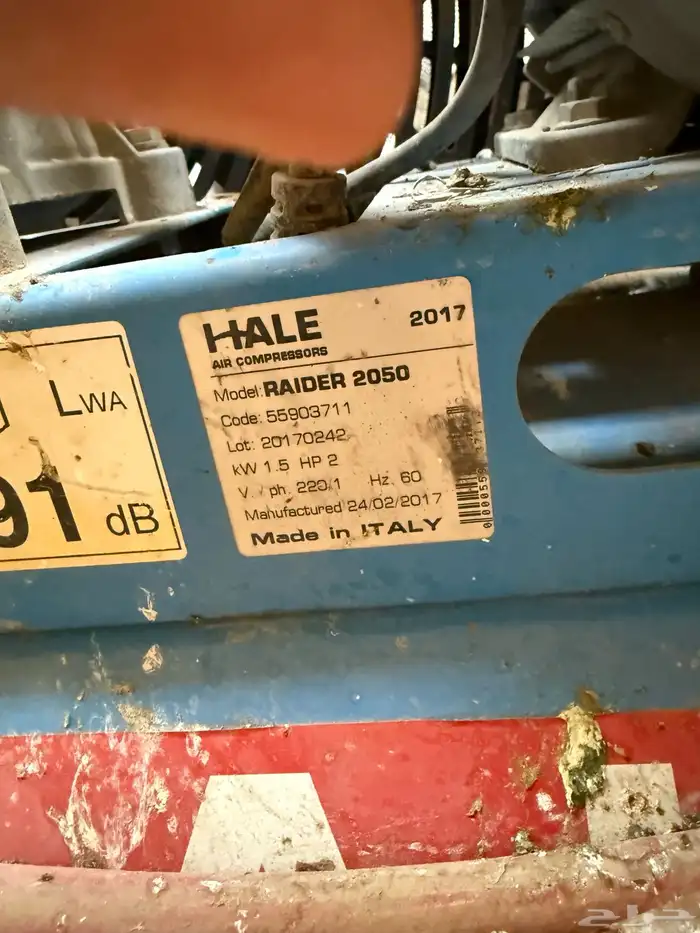 HALE
2017
AIR COMPRESSORS
Model: RAIDER 2050
Code: 55903711
Lot: 20170242
kW 1.5 HP 2
V / ph 220/1 Hz. 60
Manufactured 24/02/2017
Made in ITALY
LWA
91 dB
حراج